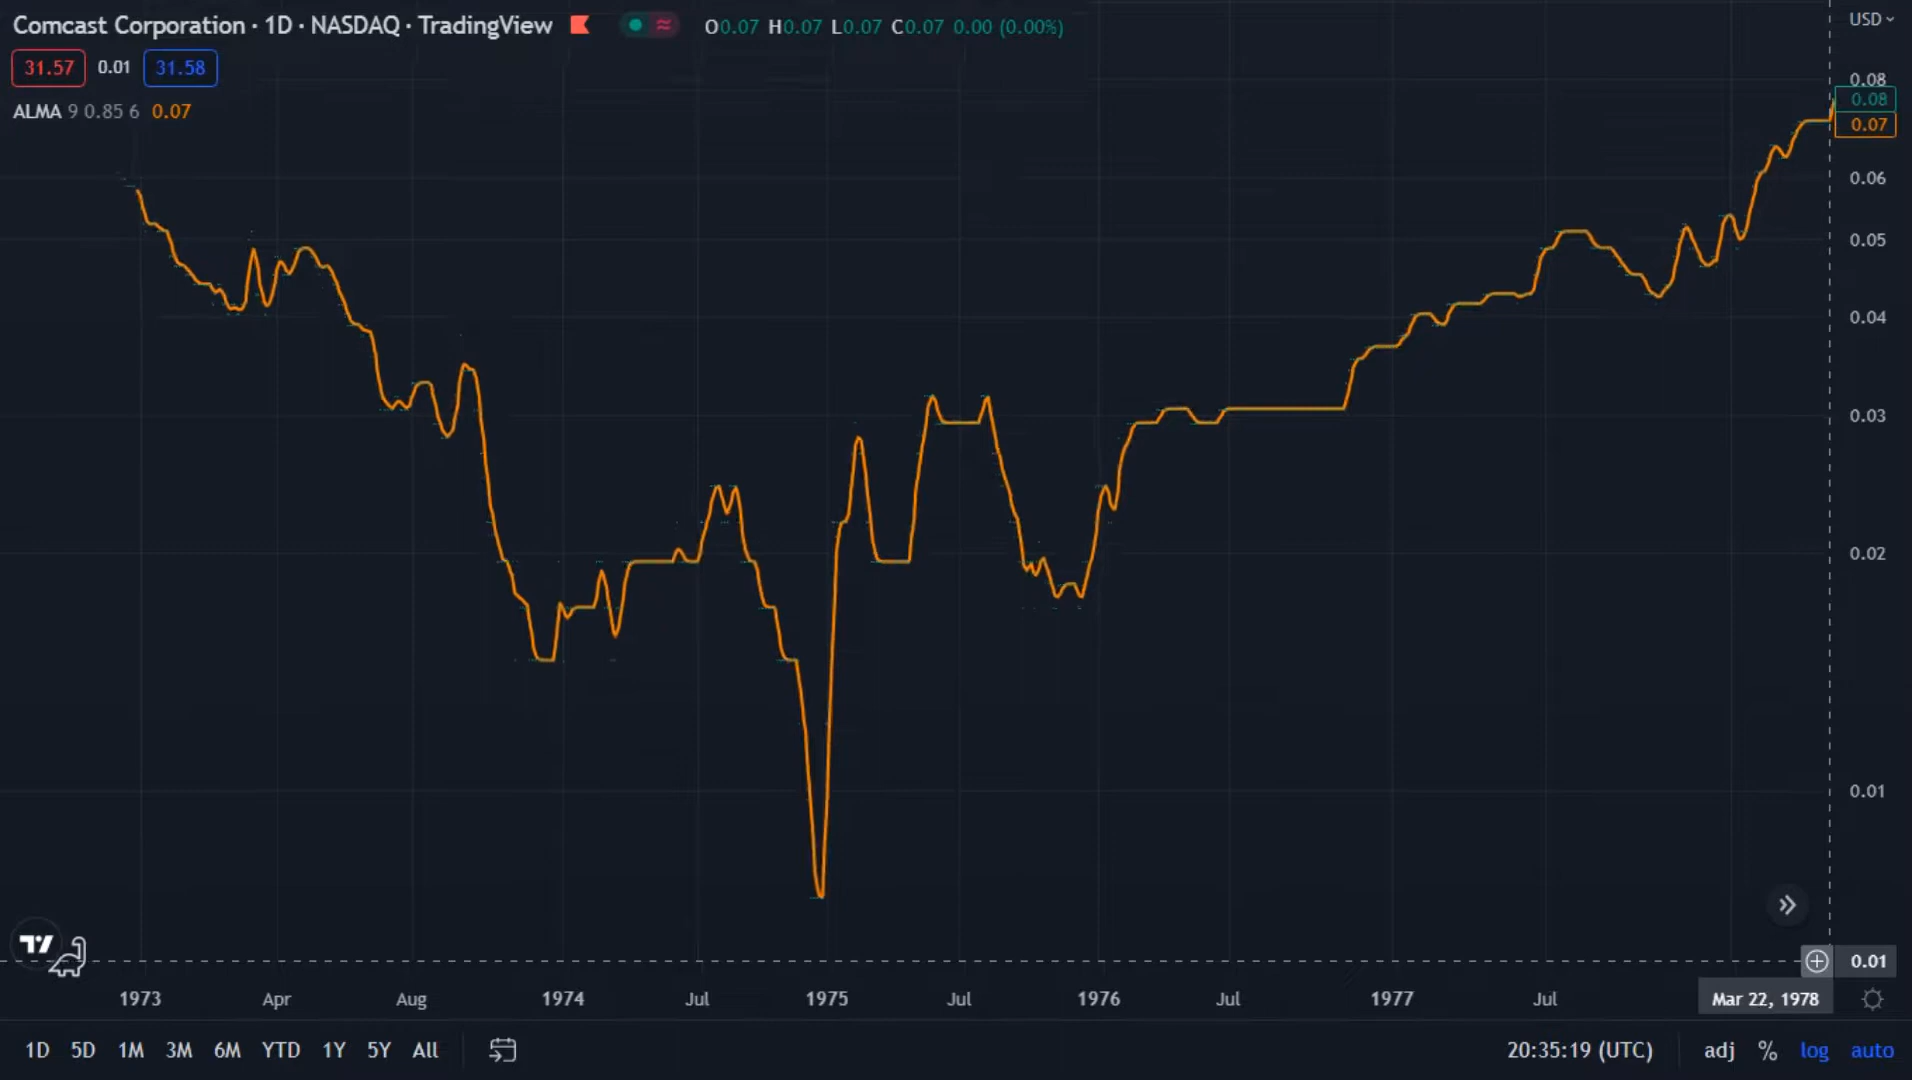 Comcast Corporation · 1D · NASDAQ · TradingView O0.07 H0.07 L0.07 C0.07 0.00 (0.00%)
USD
31.57 0.01 31.58
ALMA 9 0.85 6 0.07
0.08
0.08
0.07
0.06
0.05
0.04
0.03
0.02
0.01
0.01
1973 Apr Aug 1974 Jul 1975 Jul 1976 Jul 1977 Jul Mar 22, 1978
1D 5D 1M 3M 6M YTD 1Y 5Y All 20:35:19 (UTC) adj % log auto